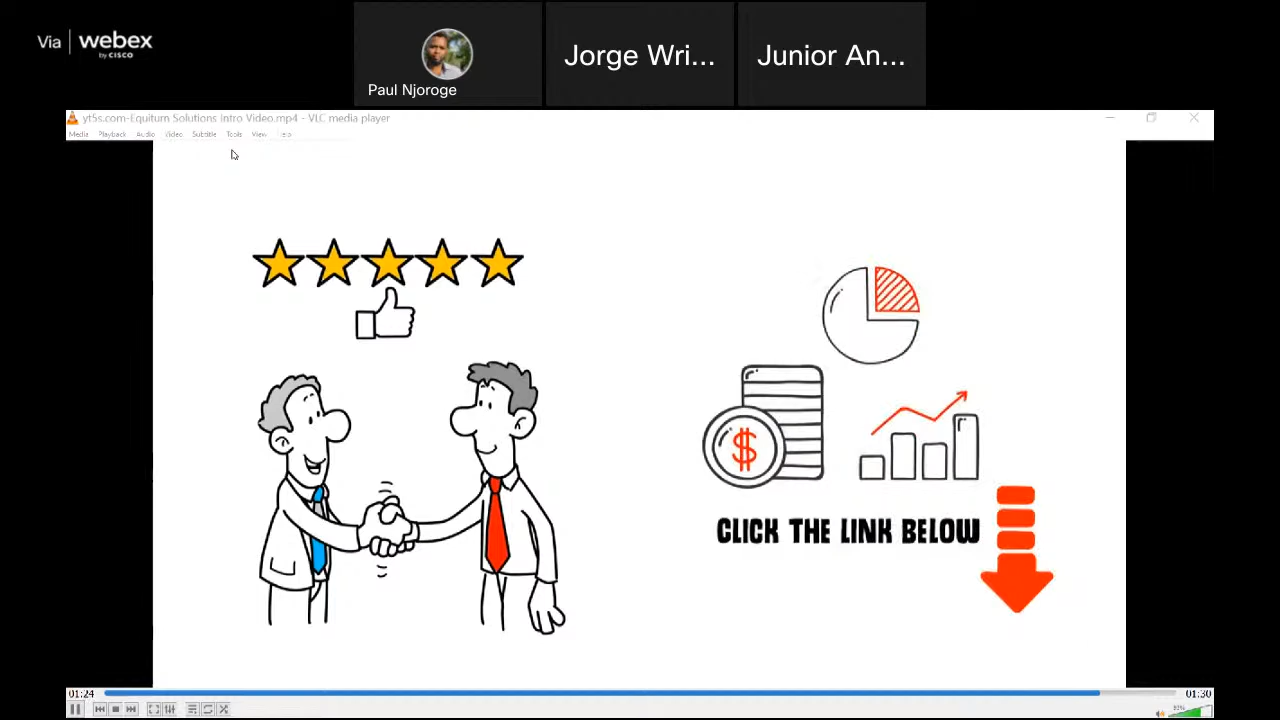 Via webex
by CISCO
Paul Njoroge
Jorge Wri...
Junior An...
yt5s.com-Equitum Solutions Intro Video.mp4 - VLC media player
Media Playback Audio Video Subtitle Tools View Help
$
CLICK THE LINK BELOW
01:24
01:30